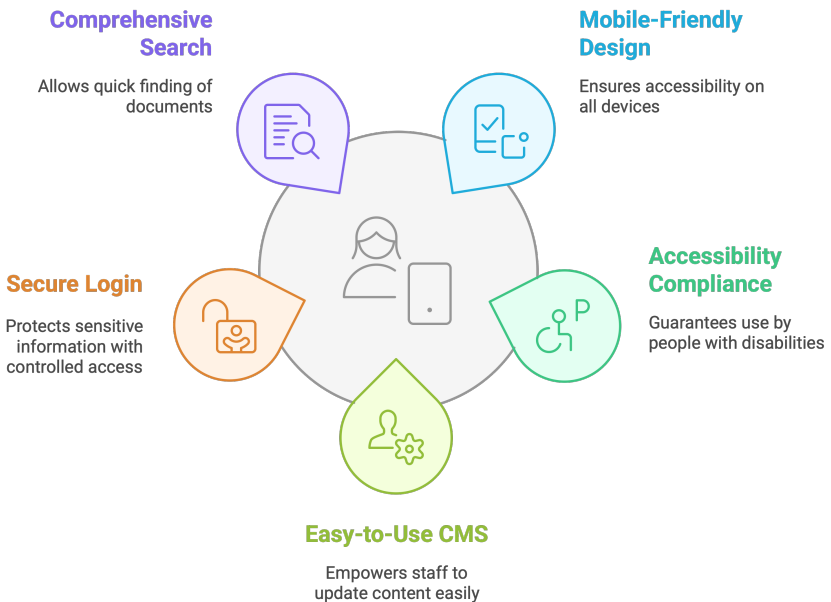 Comprehensive
Search
Allows quick finding of
documents
Mobile-Friendly
Design
Ensures accessibility on
all devices
Secure Login
Protects sensitive
information with
controlled access
Accessibility
Compliance
Guarantees use by
people with disabilities
P
Easy-to-Use CMS
Empowers staff to
update content easily